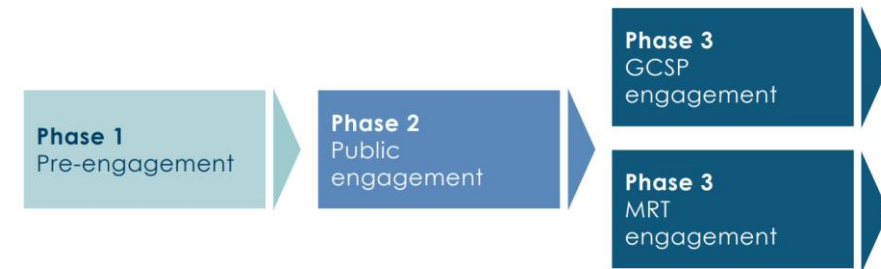 Phase 1
Pre-engagement
Phase 2
Public
engagement
Phase 3
GCSP
engagement
Phase 3
MRT
engagement